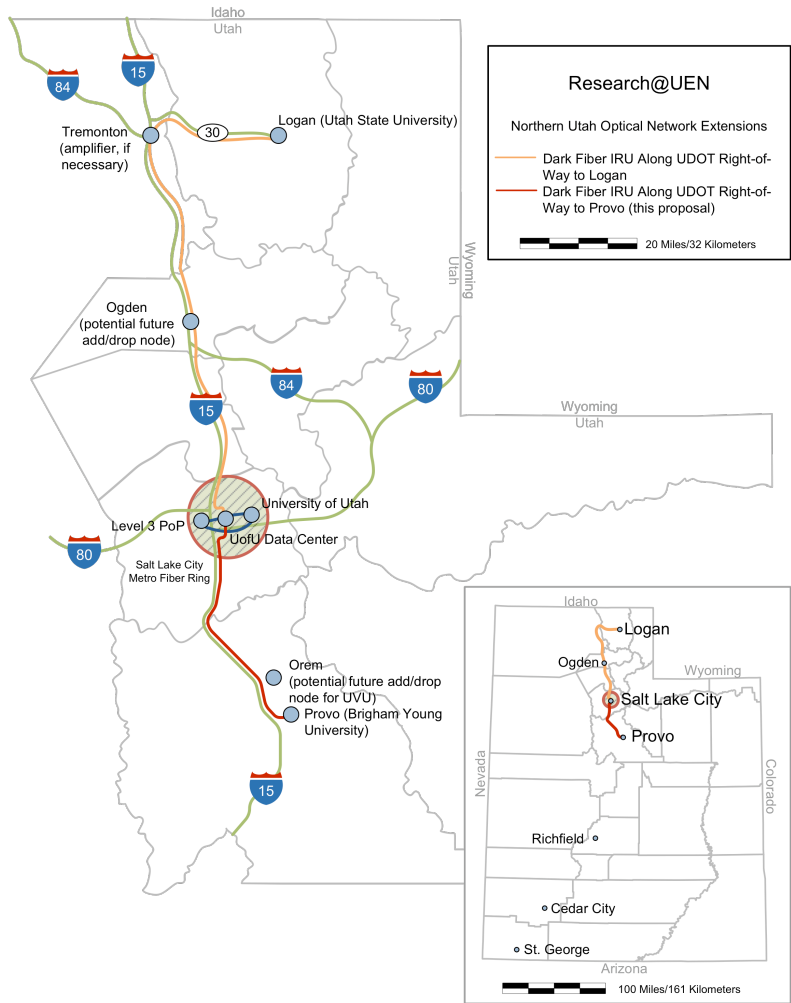 Idaho
Utah
84
15
30
Logan (Utah State University)
Tremonton
(amplifier, if
necessary)
Research@UEN
Northern Utah Optical Network Extensions
Dark Fiber IRU Along UDOT Right-of-
Way to Logan
Dark Fiber IRU Along UDOT Right-of-
Way to Provo (this proposal)
20 Miles/32 Kilometers
Wyoming
Utah
Ogden
(potential future
add/drop node)
84
80
15
Wyoming
Utah
University of Utah
Level 3 PoP
UofU Data Center
80
Salt Lake City
Metro Fiber Ring
Orem
(potential future add/drop
node for UVU)
Provo (Brigham Young
University)
15
Idaho
Logan
Ogden
Wyoming
Salt Lake City
Provo
Nevada
Colorado
Richfield
Cedar City
St. George
Arizona
100 Miles/161 Kilometers